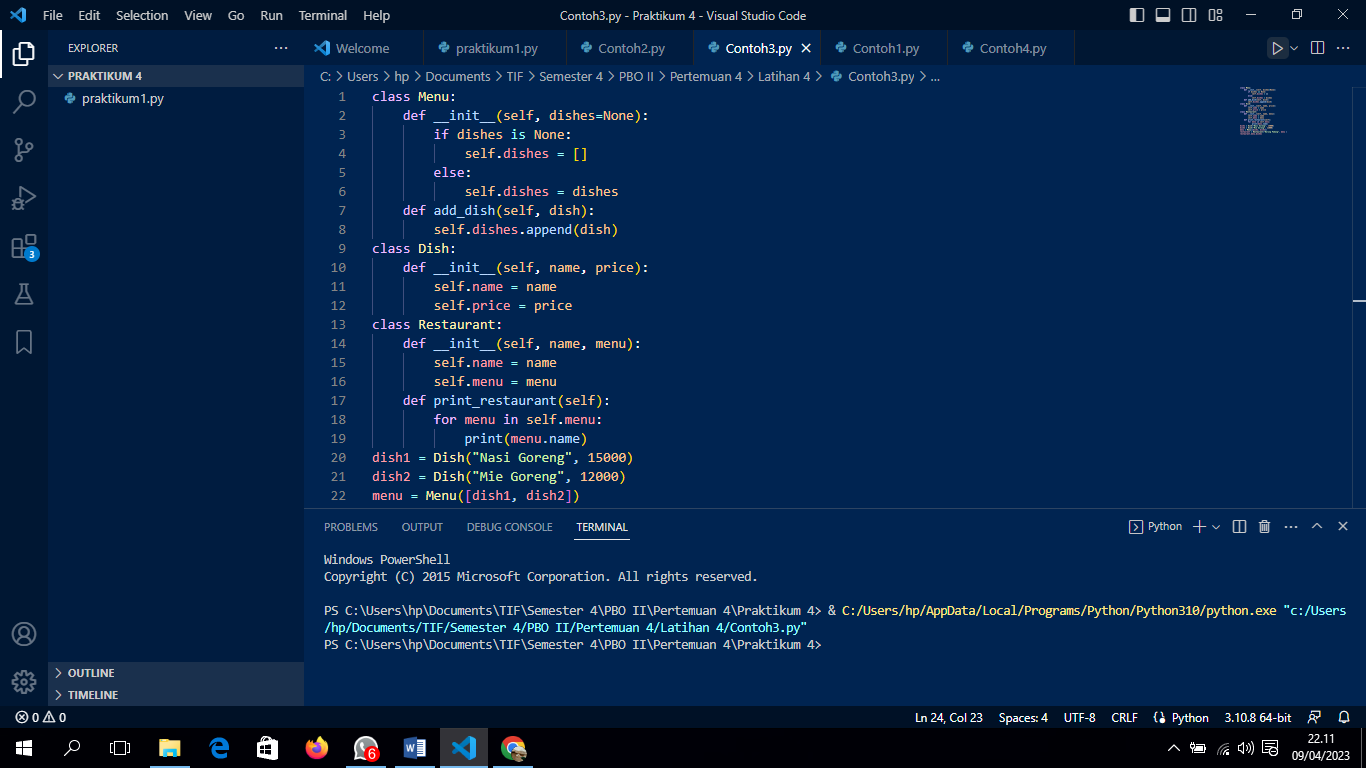 File Edit Selection View Go Run Terminal Help
Contoh3.py - Praktikum 4 - Visual Studio Code
EXPLORER
Welcome praktikum1.py Contoh2.py Contoh3.py Contoh1.py Contoh4.py
PRAKTIKUM 4
praktikum1.py
C: > Users > hp > Documents > TIF > Semester 4 > PBO II > Pertemuan 4 > Latihan 4 > Contoh3.py > ...
1 class Menu:
2     def __init__(self, dishes=None):
3         if dishes is None:
4             self.dishes = []
5         else:
6             self.dishes = dishes
7     def add_dish(self, dish):
8         self.dishes.append(dish)
9 class Dish:
10     def __init__(self, name, price):
11         self.name = name
12         self.price = price
13 class Restaurant:
14     def __init__(self, name, menu):
15         self.name = name
16         self.menu = menu
17     def print_restaurant(self):
18         for menu in self.menu:
19             print(menu.name)
20 dish1 = Dish("Nasi Goreng", 15000)
21 dish2 = Dish("Mie Goreng", 12000)
22 menu = Menu([dish1, dish2])
3
PROBLEMS OUTPUT DEBUG CONSOLE TERMINAL
Python
Windows PowerShell
Copyright (C) 2015 Microsoft Corporation. All rights reserved.
PS C:\Users\hp\Documents\TIF\Semester 4\PBO II\Pertemuan 4\Praktikum 4> & C:/Users/hp/AppData/Local/Programs/Python/Python310/python.exe "c:/Users
/hp/Documents/TIF/Semester 4/PBO II/Pertemuan 4/Latihan 4/Contoh3.py"
PS C:\Users\hp\Documents\TIF\Semester 4\PBO II\Pertemuan 4\Praktikum 4>
OUTLINE
TIMELINE
0 0
Ln 24, Col 23 Spaces: 4 UTF-8 CRLF Python 3.10.8 64-bit
6
22.11
09/04/2023